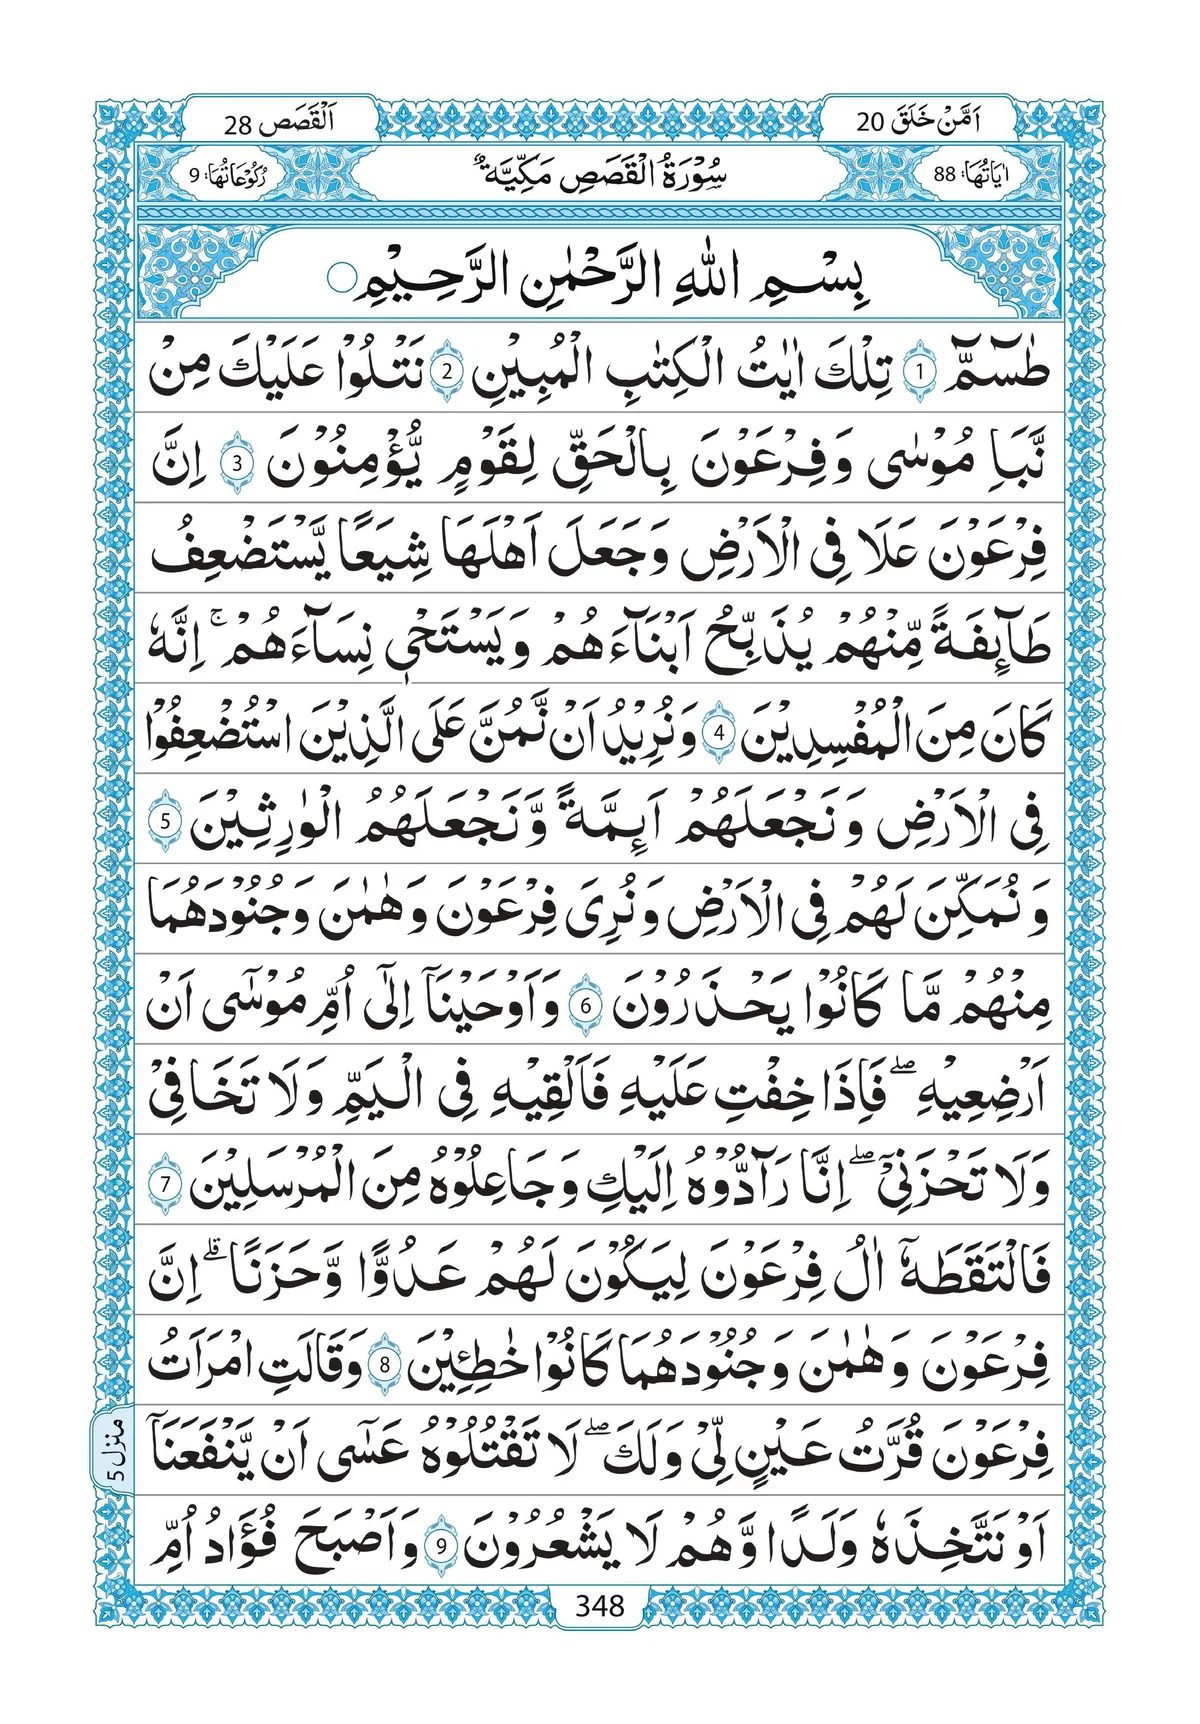 اَمَّنْ خَلَقَ 20
اَلْقَصَص 28
اٰیَاتُهَا: 88
سُوْرَةُ الْقَصَصِ مَكِّيَّةٌ
رُكُوْعَاتُهَا: 9
بِسْمِ اللّٰهِ الرَّحْمٰنِ الرَّحِيْمِ
طٰسٓمّٓ 1 تِلْكَ اٰيٰتُ الْكِتٰبِ الْمُبِيْنِ 2 نَتْلُوْا عَلَيْكَ مِنْ
نَّبَاِ مُوْسٰى وَفِرْعَوْنَ بِالْحَقِّ لِقَوْمٍ يُّؤْمِنُوْنَ 3 اِنَّ
فِرْعَوْنَ عَلَا فِى الْاَرْضِ وَجَعَلَ اَهْلَهَا شِيَعًا يَّسْتَضْعِفُ
طَآئِفَةً مِّنْهُمْ يُذَبِّحُ اَبْنَآءَهُمْ وَيَسْتَحْىٖ نِسَآءَهُمْ ۚ اِنَّهٗ
كَانَ مِنَ الْمُفْسِدِيْنَ 4 وَنُرِيْدُ اَنْ نَّمُنَّ عَلَى الَّذِيْنَ اسْتُضْعِفُوْا
فِى الْاَرْضِ وَنَجْعَلَهُمْ اَئِمَّةً وَّنَجْعَلَهُمُ الْوٰرِثِيْنَ 5
وَنُمَكِّنَ لَهُمْ فِى الْاَرْضِ وَنُرِىَ فِرْعَوْنَ وَهَامٰنَ وَجُنُوْدَهُمَا
مِنْهُمْ مَّا كَانُوْا يَحْذَرُوْنَ 6 وَاَوْحَيْنَآ اِلٰٓى اُمِّ مُوْسٰٓى اَنْ
اَرْضِعِيْهِ ۖ فَاِذَا خِفْتِ عَلَيْهِ فَاَلْقِيْهِ فِى الْيَمِّ وَلَا تَخَافِىْ
وَلَا تَحْزَنِىْٓ ۖ اِنَّا رَآدُّوْهُ اِلَيْكِ وَجَاعِلُوْهُ مِنَ الْمُرْسَلِيْنَ 7
فَالْتَقَطَهٗٓ اٰلُ فِرْعَوْنَ لِيَكُوْنَ لَهُمْ عَدُوًّا وَّحَزَنًا ۗ اِنَّ
فِرْعَوْنَ وَهَامٰنَ وَجُنُوْدَهُمَا كَانُوْا خٰطِئِيْنَ 8 وَقَالَتِ امْرَاَتُ
فِرْعَوْنَ قُرَّتُ عَيْنٍ لِّىْ وَلَكَ ۖ لَا تَقْتُلُوْهُ عَسٰٓى اَنْ يَّنْفَعَنَآ
اَوْ نَتَّخِذَهٗ وَلَدًا وَّهُمْ لَا يَشْعُرُوْنَ 9 وَاَصْبَحَ فُؤَادُ اُمِّ
منزل 5
348